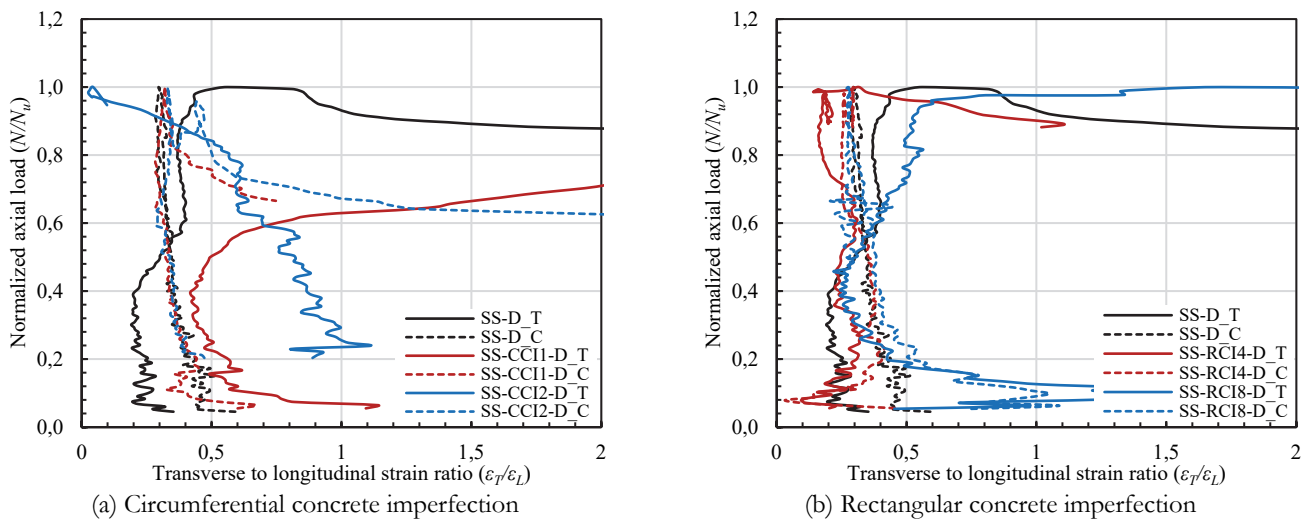 1,2
1,0
0,8
0,6
0,4
0,2
0,0
Normalized axial load (N/Nu)
SS-D_T
SS-D_C
SS-CCI1-D_T
SS-CCI1-D_C
SS-CCI2-D_T
SS-CCI2-D_C
0 0,5 1 1,5 2
Transverse to longitudinal strain ratio (εT/εL)
(a) Circumferential concrete imperfection
1,2
1,0
0,8
0,6
0,4
0,2
0,0
Normalized axial load (N/Nu)
SS-D_T
SS-D_C
SS-RCI4-D_T
SS-RCI4-D_C
SS-RCI8-D_T
SS-RCI8-D_C
0 0,5 1 1,5 2
Transverse to longitudinal strain ratio (εT/εL)
(b) Rectangular concrete imperfection